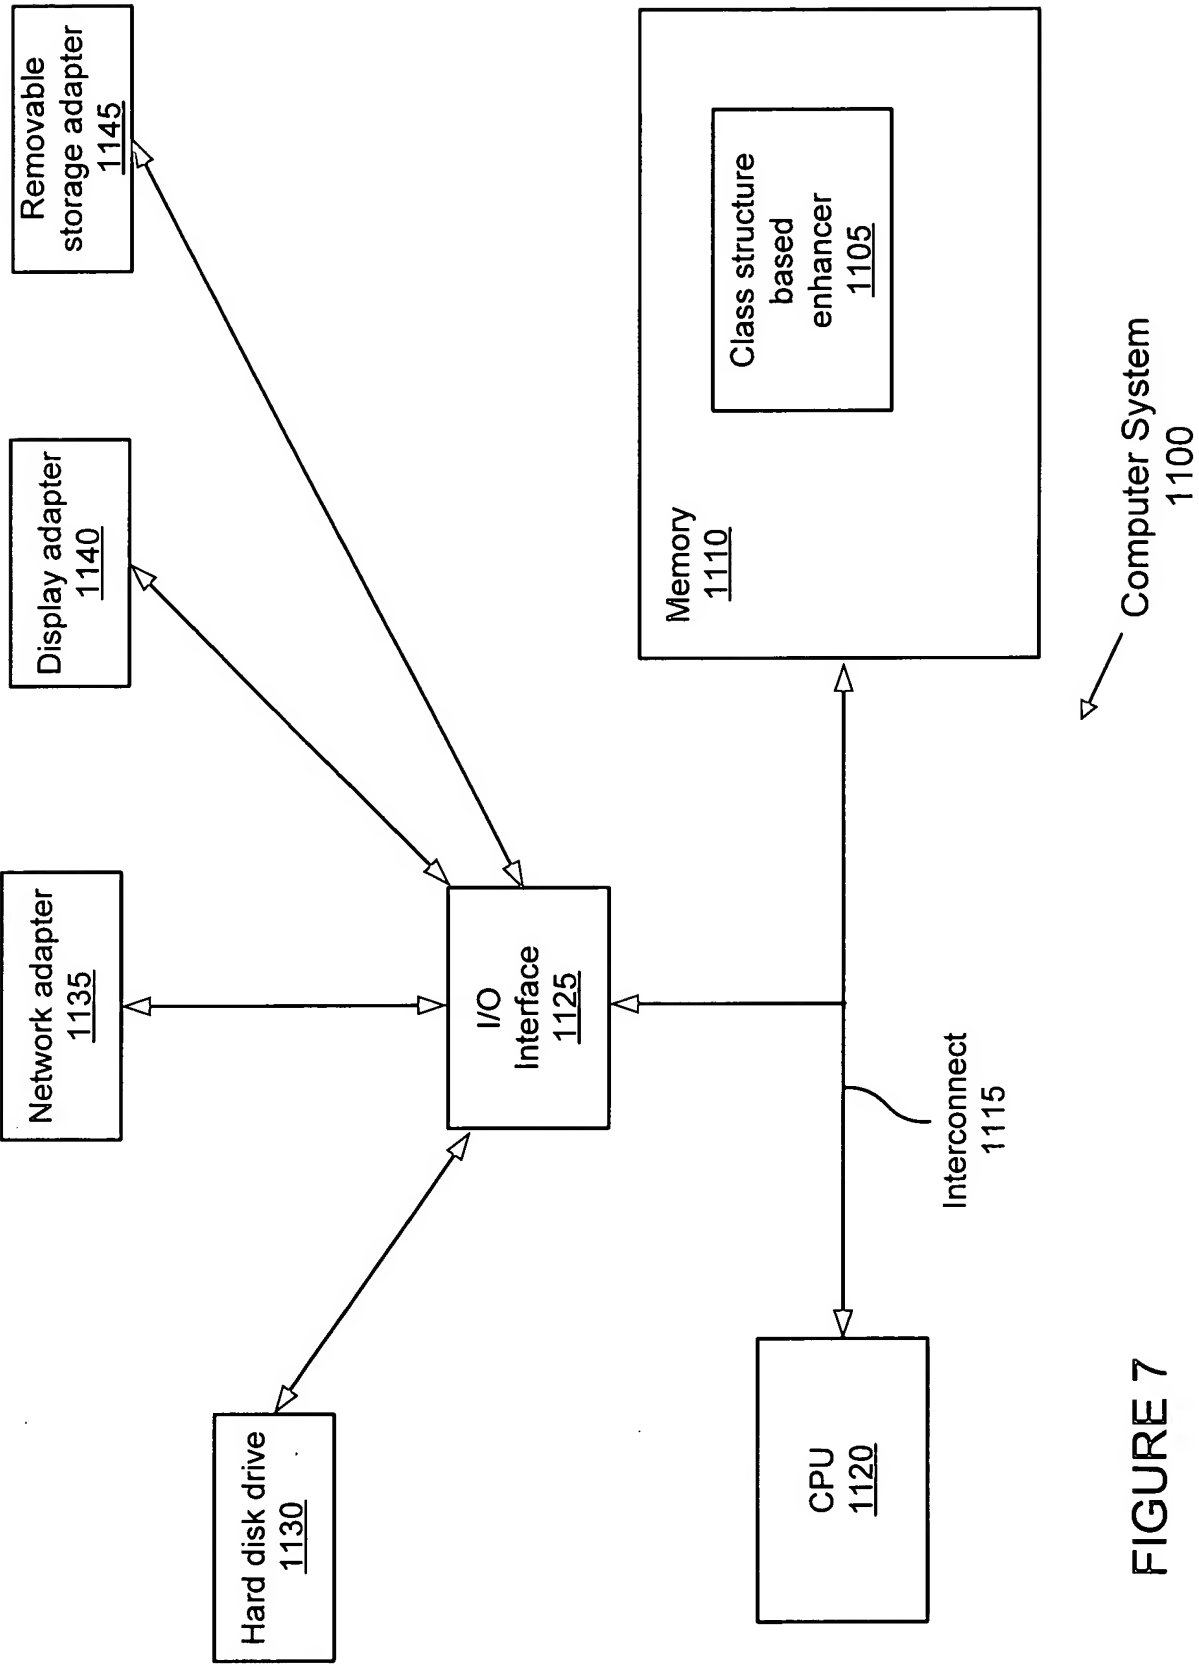 Hard disk drive
1130
Network adapter
1135
Display adapter
1140
Removable
storage adapter
1145
I/O
Interface
1125
CPU
1120
Interconnect
1115
Memory
1110
Class structure
based
enhancer
1105
Computer System
1100
FIGURE 7